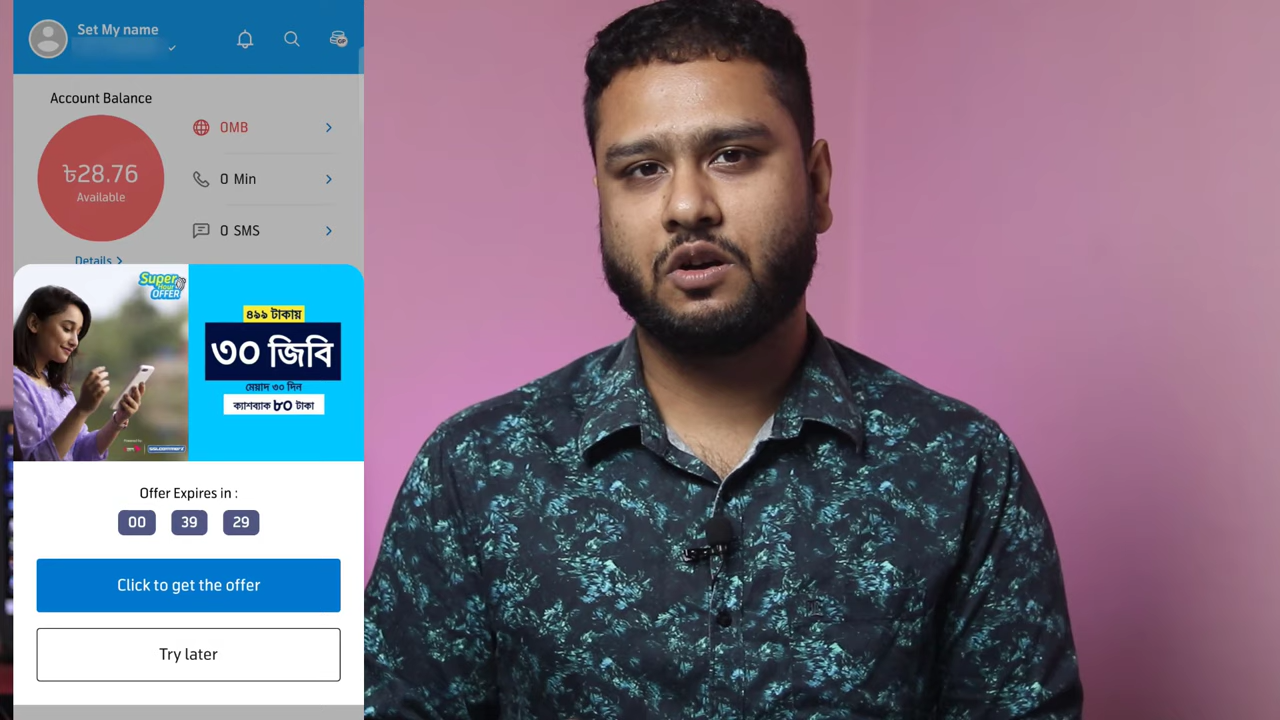 Set My name
GP
Account Balance
৳28.76
Available
0MB
0 Min
0 SMS
Details
Super
Hour
OFFER
৪৯৯ টাকায়
৩০ জিবি
মেয়াদ ৩০ দিন
ক্যাশব্যাক ৮০ টাকা
Offer Expires in :
00 39 29
Click to get the offer
Try later